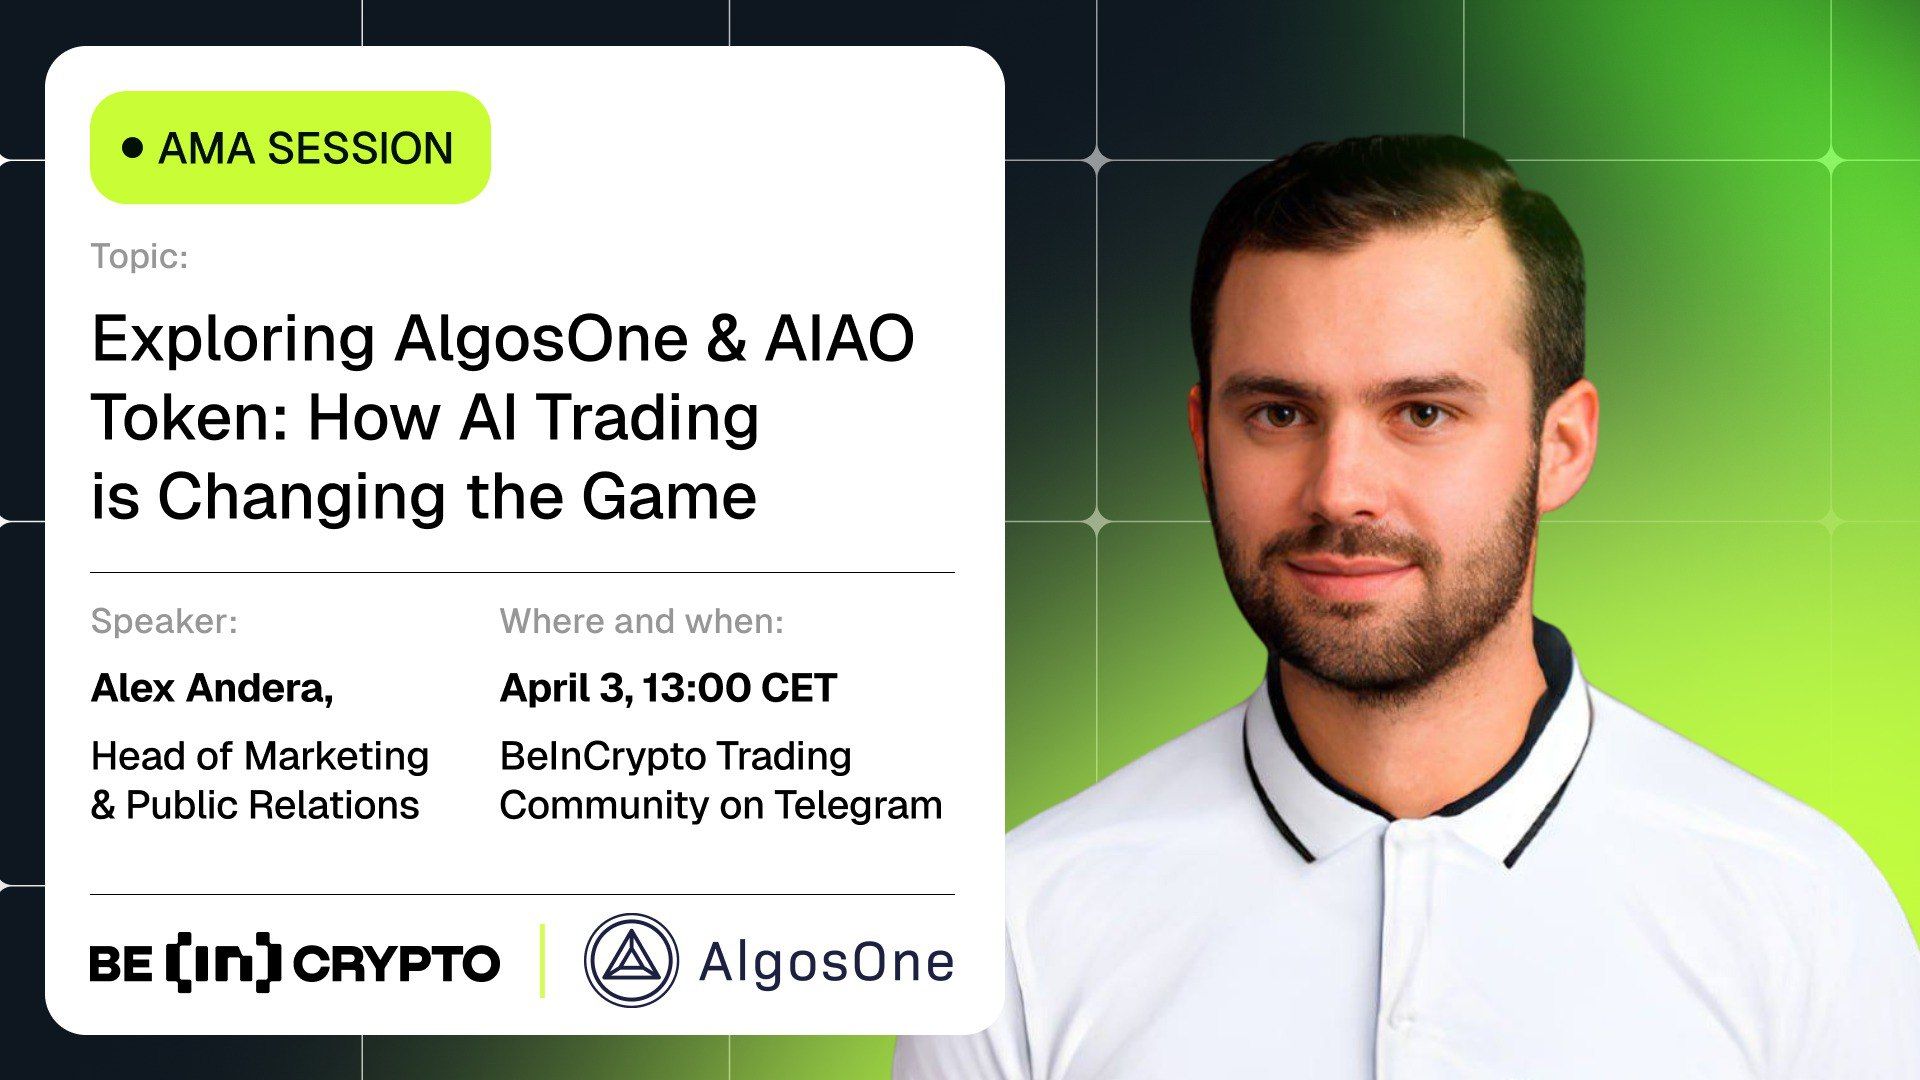 • AMA SESSION
Topic:
Exploring AlgosOne & AIAO
Token: How AI Trading
is Changing the Game
Speaker:
Alex Andera,
Head of Marketing
& Public Relations
Where and when:
April 3, 13:00 CET
BeInCrypto Trading
Community on Telegram
BE [in] CRYPTO
AlgosOne